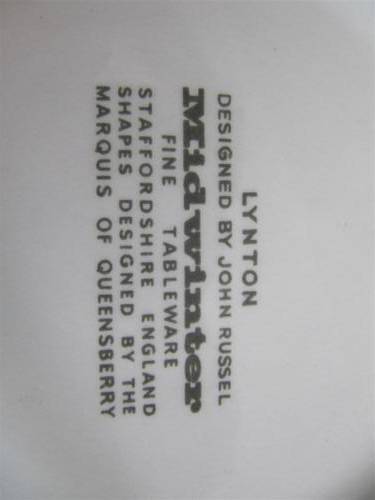 LYNTON
DESIGNED BY JOHN RUSSEL
Midwinter
FINE TABLEWARE
STAFFORDSHIRE ENGLAND
SHAPES DESIGNED BY THE
MARQUIS OF QUEENSBERRY